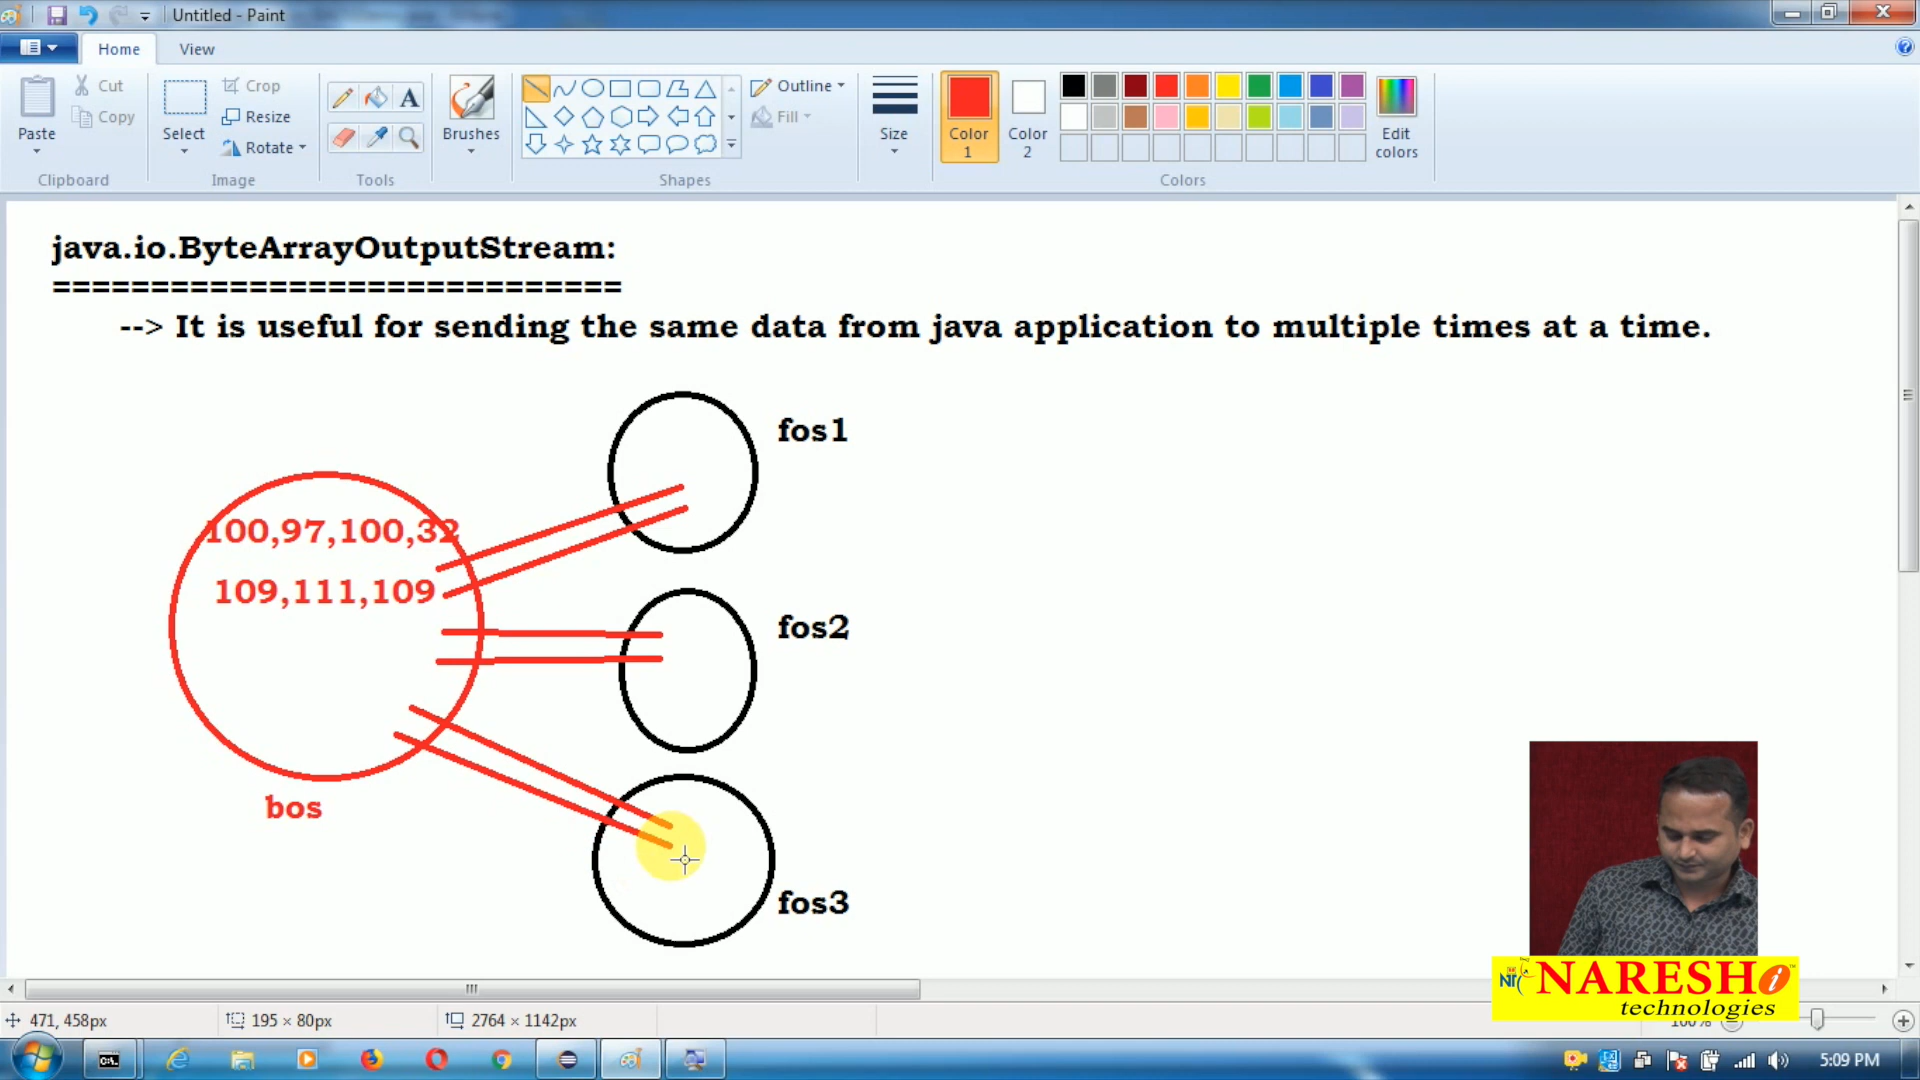 Untitled - Paint
Home
View
Paste
Cut
Copy
Clipboard
Select
Crop
Resize
Rotate
Image
Tools
Brushes
Shapes
Outline
Fill
Size
Color 1
Color 2
Edit colors
Colors
java.io.ByteArrayOutputStream:
=============================
--> It is useful for sending the same data from java application to multiple times at a time.
fos1
100,97,100,32
109,111,109
fos2
bos
fos3
NARESH i
technologies
471, 458px
195 × 80px
2764 × 1142px
100%
5:09 PM